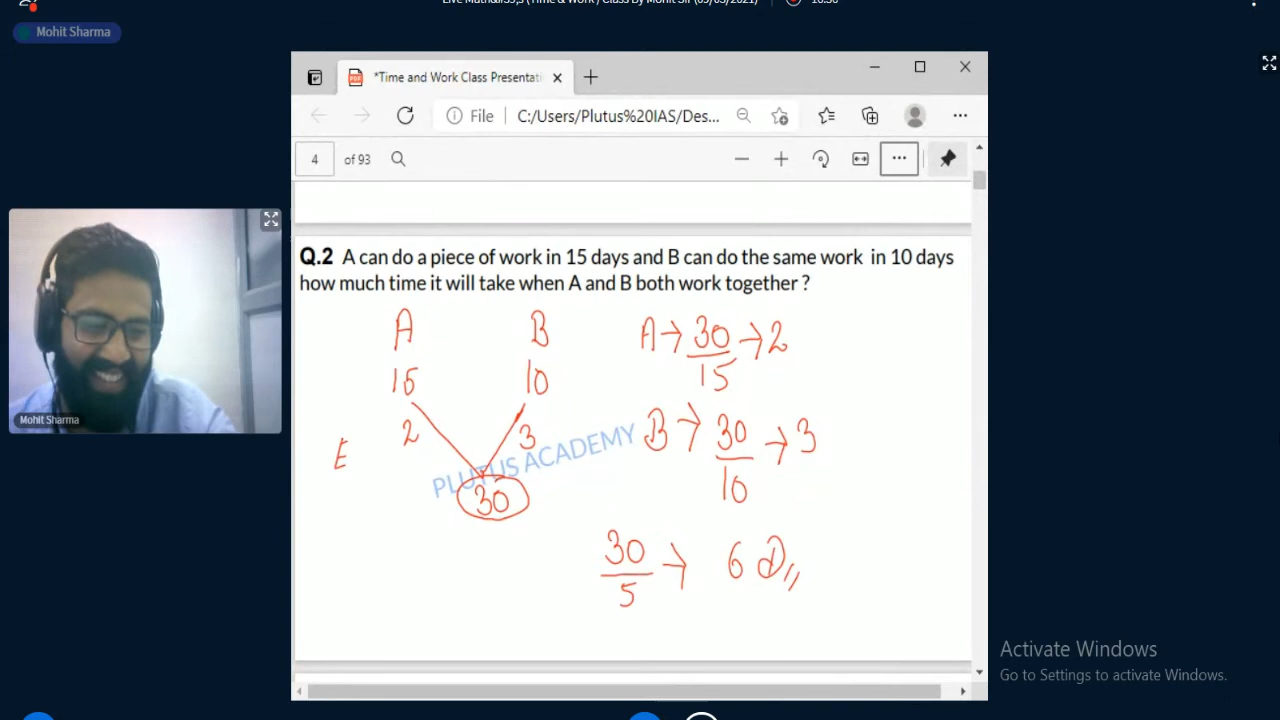 Mohit Sharma
*Time and Work Class Presentati
File C:/Users/Plutus%20IAS/Des...
4 of 93
Q.2 A can do a piece of work in 15 days and B can do the same work in 10 days
how much time it will take when A and B both work together ?
A B A→ 30/15 →2
15 10
2 3 B→ 30/10 →3
E
PLUTUS ACADEMY
30
30/5 → 6 D,,
Mohit Sharma
Activate Windows
Go to Settings to activate Windows.